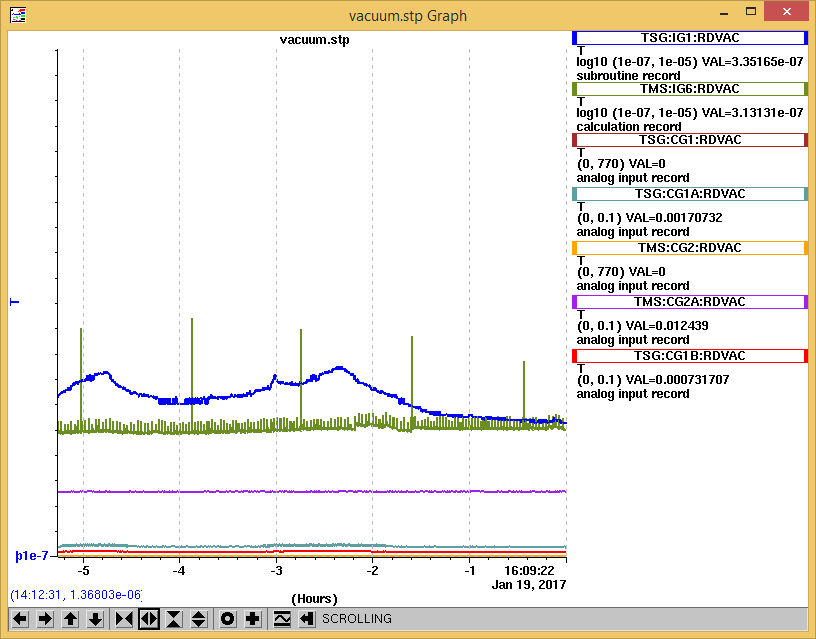 vacuum.stp Graph
vacuum.stp
T
þ1e-7
-5
-4
-3
-2
-1
16:09:22
Jan 19, 2017
(Hours)
(14:12:31, 1.36803e-06)
TSG:IG1:RDVAC
T
log10 (1e-07, 1e-05) VAL=3.35165e-07
subroutine record
TMS:IG6:RDVAC
T
log10 (1e-07, 1e-05) VAL=3.13131e-07
calculation record
TSG:CG1:RDVAC
T
(0, 770) VAL=0
analog input record
TSG:CG1A:RDVAC
T
(0, 0.1) VAL=0.00170732
analog input record
TMS:CG2:RDVAC
T
(0, 770) VAL=0
analog input record
TMS:CG2A:RDVAC
T
(0, 0.1) VAL=0.012439
analog input record
TSG:CG1B:RDVAC
T
(0, 0.1) VAL=0.000731707
analog input record
SCROLLING